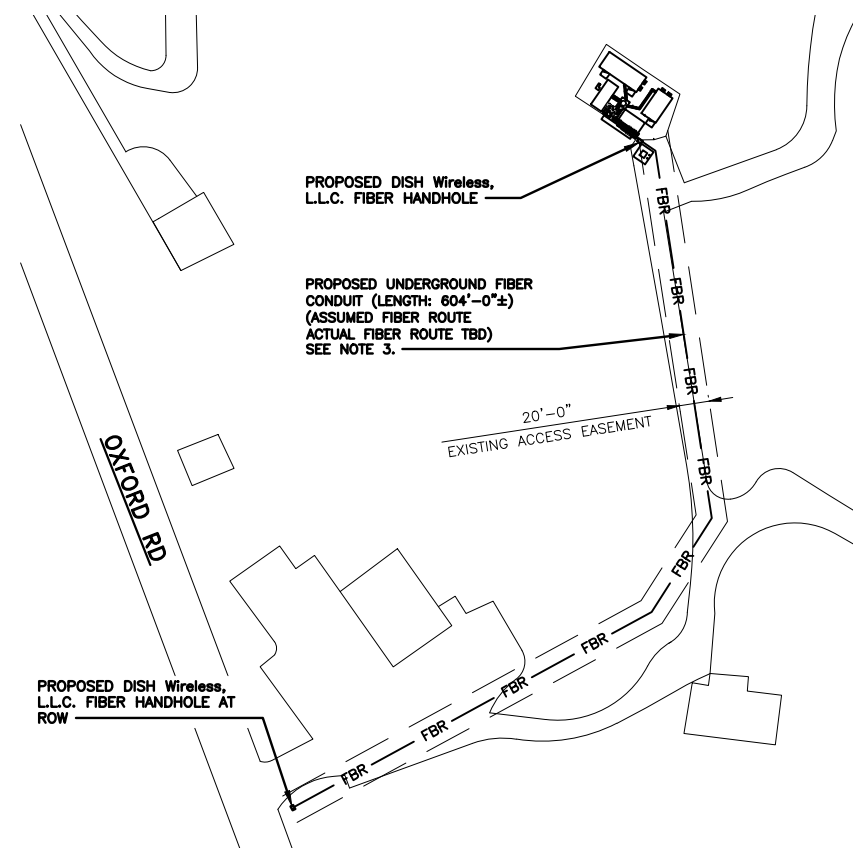 PROPOSED DISH Wireless,
L.L.C. FIBER HANDHOLE
FBR
PROPOSED UNDERGROUND FIBER
CONDUIT (LENGTH: 604'-0"±)
(ASSUMED FIBER ROUTE
ACTUAL FIBER ROUTE TBD)
SEE NOTE 3.
FBR
FBR
20'-0"
EXISTING ACCESS EASEMENT
FBR
OXFORD RD
FBR
FBR
FBR
PROPOSED DISH Wireless,
L.L.C. FIBER HANDHOLE AT
ROW
FBR
FBR